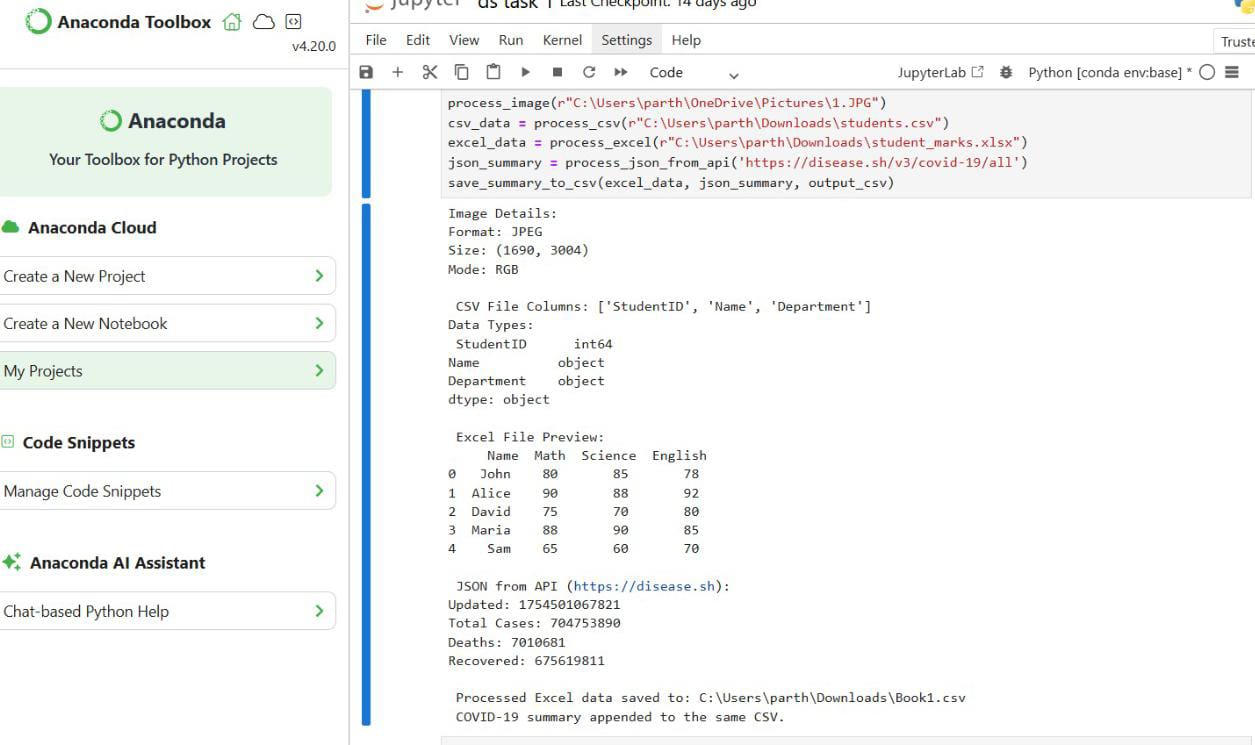 Anaconda Toolbox
v4.20.0
Anaconda
Your Toolbox for Python Projects
Anaconda Cloud
Create a New Project
Create a New Notebook
My Projects
Code Snippets
Manage Code Snippets
Anaconda AI Assistant
Chat-based Python Help
jupyter ds task 1 Last Checkpoint: 14 days ago
File Edit View Run Kernel Settings Help
Truste
Code
JupyterLab
Python [conda env:base] *
process_image(r"C:\Users\parth\OneDrive\Pictures\1.JPG")
csv_data = process_csv(r"C:\Users\parth\Downloads\students.csv")
excel_data = process_excel(r"C:\Users\parth\Downloads\student_marks.xlsx")
json_summary = process_json_from_api('https://disease.sh/v3/covid-19/all')
save_summary_to_csv(excel_data, json_summary, output_csv)
Image Details:
Format: JPEG
Size: (1690, 3004)
Mode: RGB
CSV File Columns: ['StudentID', 'Name', 'Department']
Data Types:
StudentID int64
Name object
Department object
dtype: object
Excel File Preview:
Name Math Science English
0 John 80 85 78
1 Alice 90 88 92
2 David 75 70 80
3 Maria 88 90 85
4 Sam 65 60 70
JSON from API (https://disease.sh):
Updated: 1754501067821
Total Cases: 704753890
Deaths: 7010681
Recovered: 675619811
Processed Excel data saved to: C:\Users\parth\Downloads\Book1.csv
COVID-19 summary appended to the same CSV.